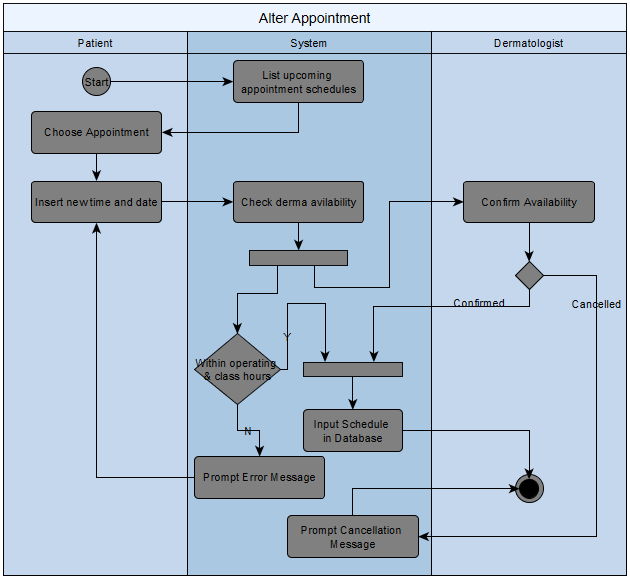 Alter Appointment
Patient
System
Dermatologist
Start
List upcoming
appointment schedules
Choose Appointment
Insert new time and date
Check derma avilability
Confirm Availability
Confirmed
Cancelled
Y
Within operating
& class hours
N
Input Schedule
in Database
Prompt Error Message
Prompt Cancellation
Message